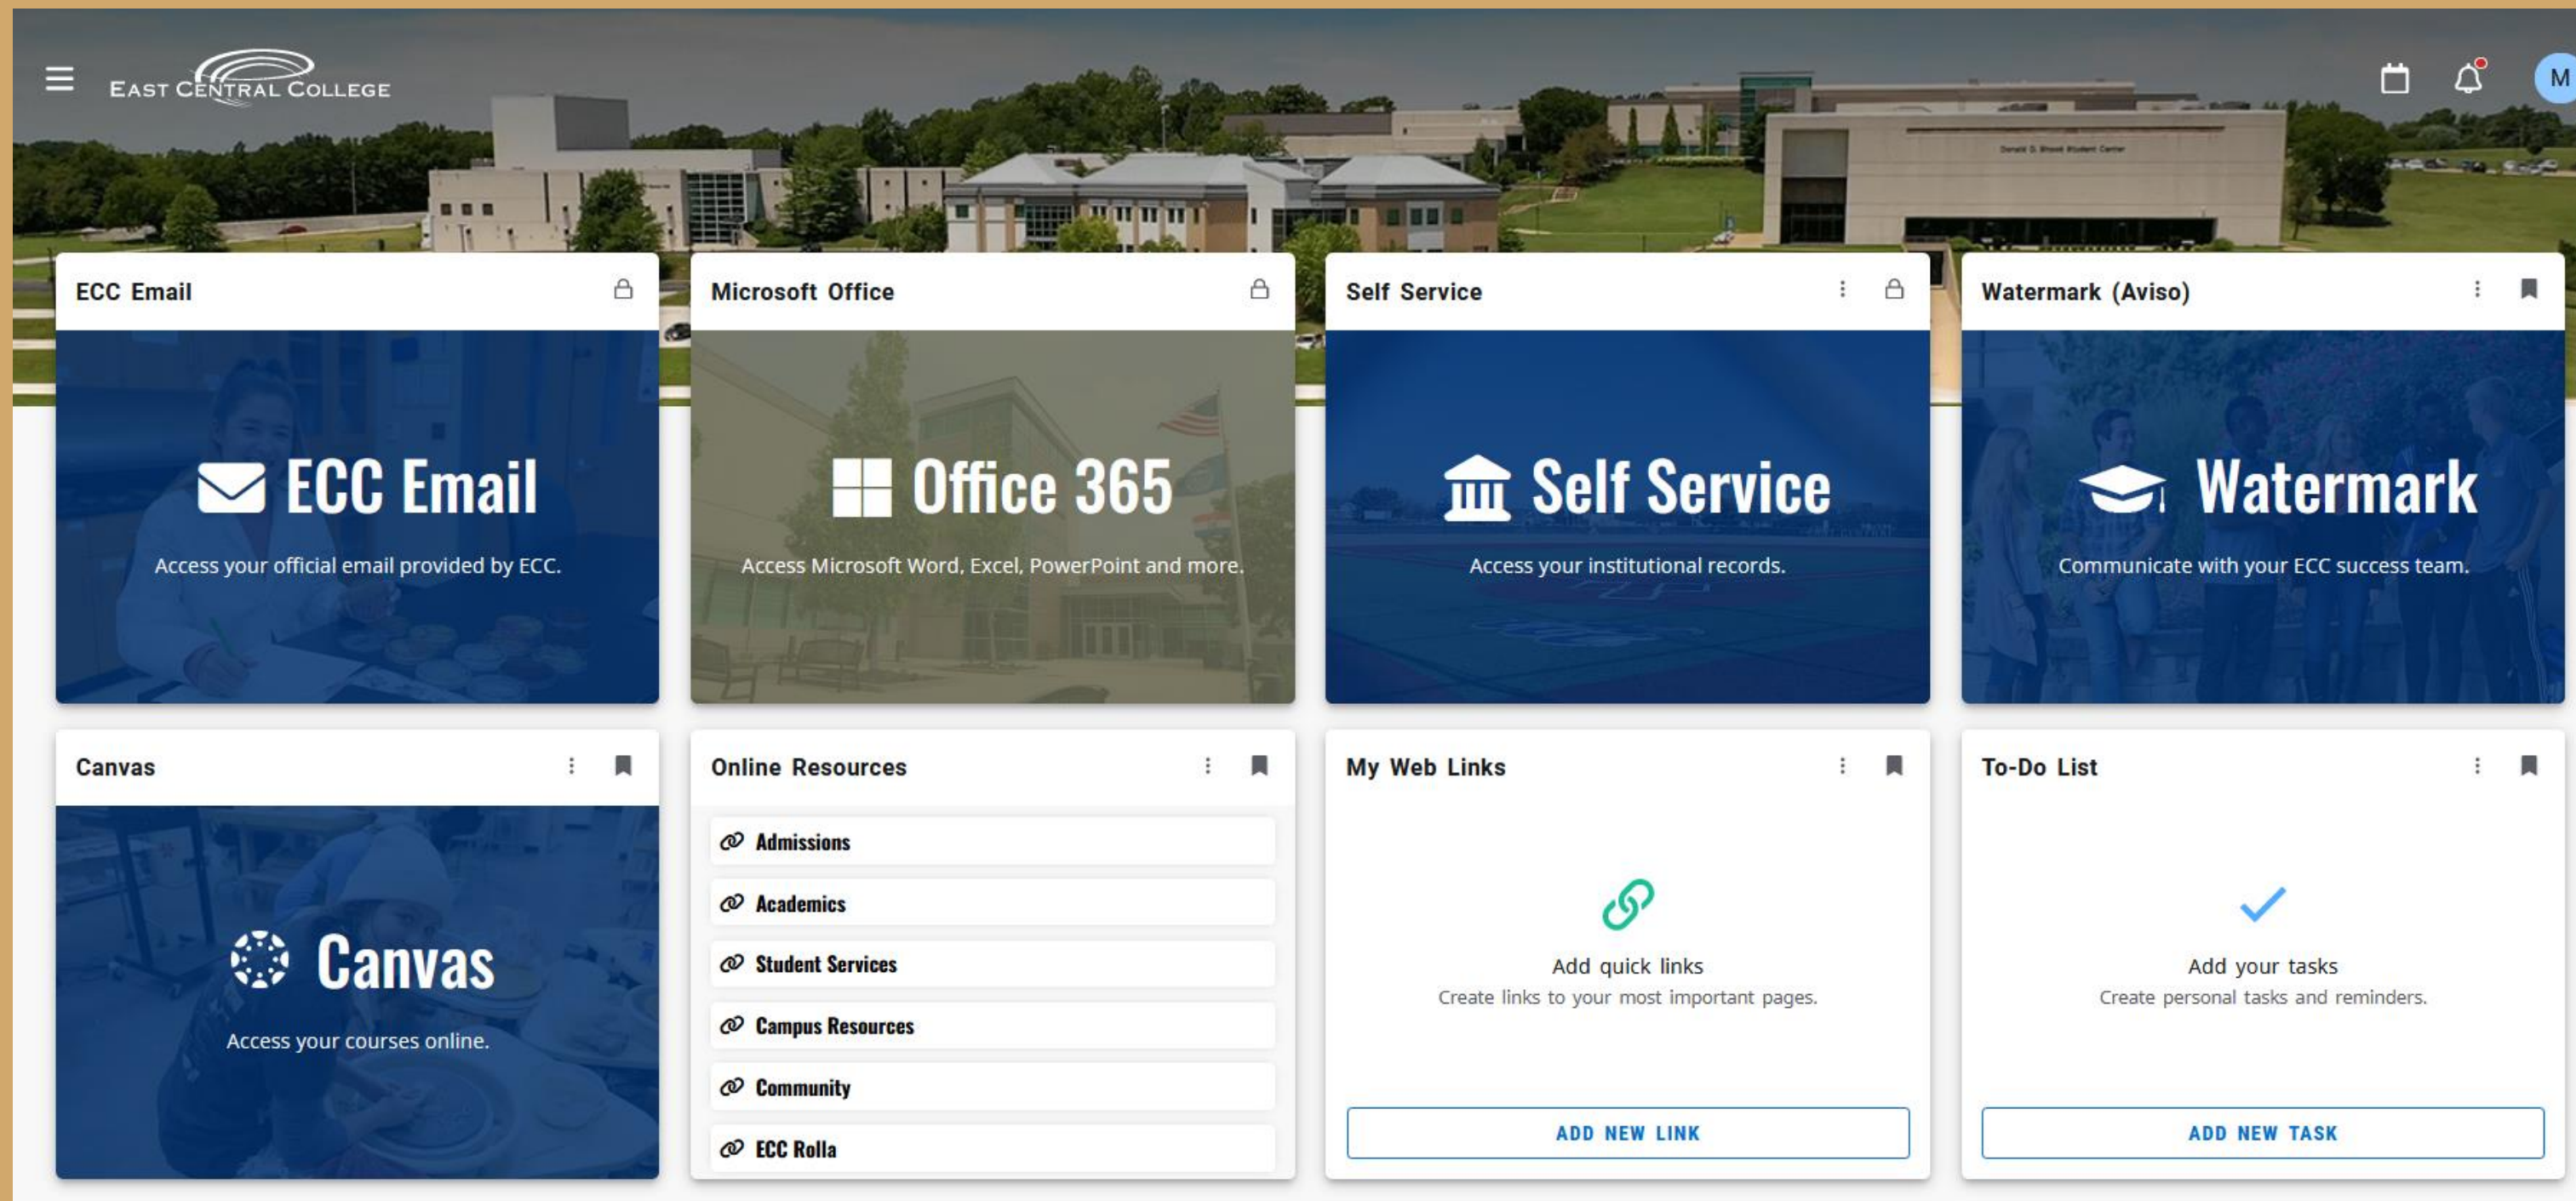 EAST CENTRAL COLLEGE
M
Donald D. Shook Student Center
ECC Email
Microsoft Office
Self Service
Watermark (Aviso)
ECC Email
Office 365
Self Service
Watermark
Access your official email provided by ECC.
Access Microsoft Word, Excel, PowerPoint and more.
Access your institutional records.
Communicate with your ECC success team.
Canvas
Online Resources
My Web Links
To-Do List
Canvas
Access your courses online.
Admissions
Academics
Student Services
Campus Resources
Community
ECC Rolla
Add quick links
Create links to your most important pages.
ADD NEW LINK
Add your tasks
Create personal tasks and reminders.
ADD NEW TASK